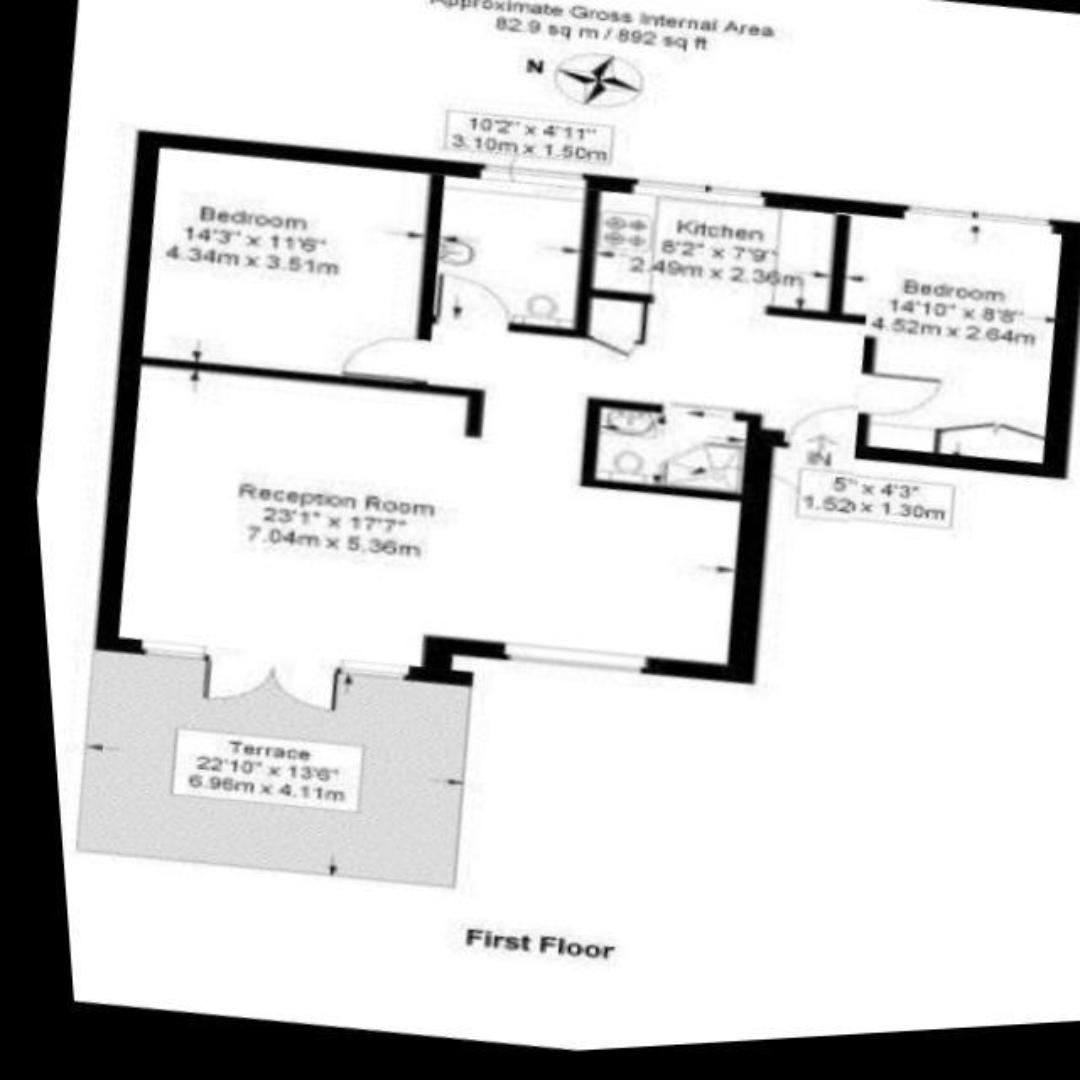 Approximate Gross Internal Area
82.9 sq m / 892 sq ft
N
10'2" x 4'11"
3.10m x 1.50m
Bedroom
14'3" x 11'6"
4.34m x 3.51m
Kitchen
8'2" x 7'9"
2.49m x 2.36m
Bedroom
14'10" x 8'8"
4.52m x 2.64m
IN
5" x 4'3"
1.52 x 1.30m
Reception Room
23'1" x 17'7"
7.04m x 5.36m
Terrace
22'10" x 13'6"
6.96m x 4.11m
First Floor